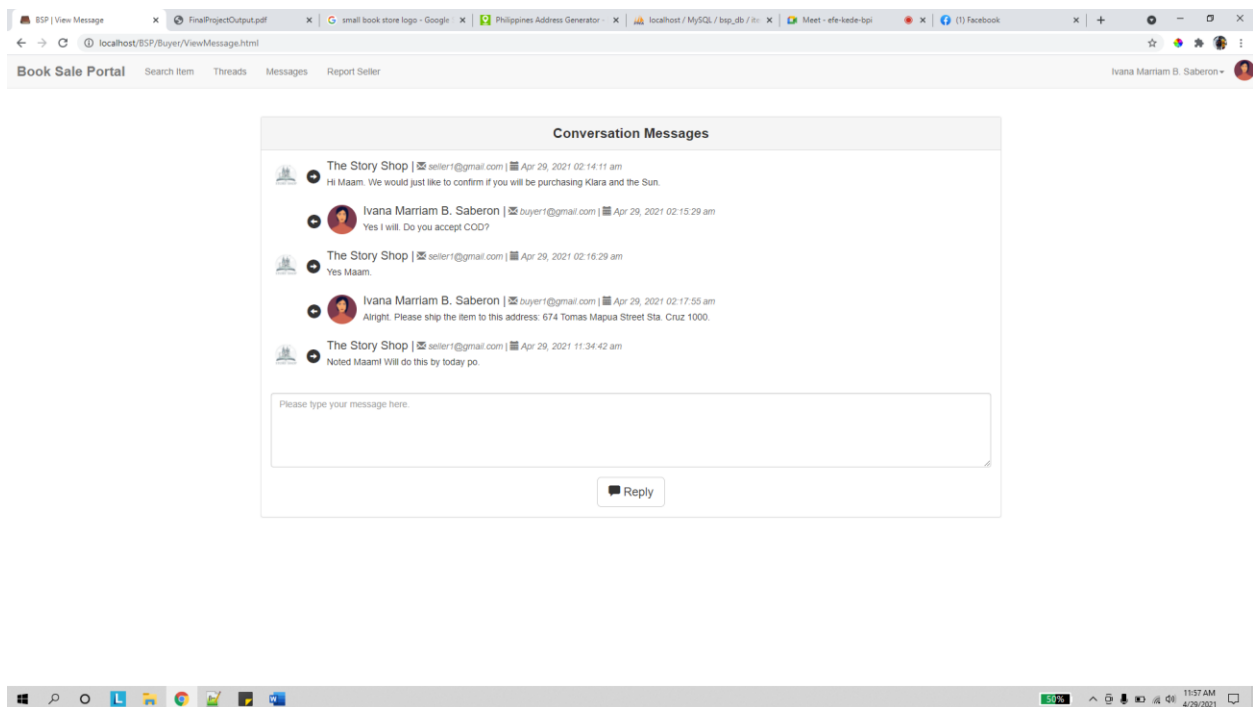 BSP | View Message
FinalProjectOutput.pdf
small book store logo - Google S
Philippines Address Generator -
localhost / MySQL / bsp_db / ite
Meet - efe-kede-bpi
(1) Facebook
localhost/BSP/Buyer/ViewMessage.html
Book Sale Portal Search Item Threads Messages Report Seller Ivana Marriam B. Saberon
Conversation Messages
The Story Shop | seller1@gmail.com | Apr 29, 2021 02:14:11 am
Hi Maam. We would just like to confirm if you will be purchasing Klara and the Sun.
Ivana Marriam B. Saberon | buyer1@gmail.com | Apr 29, 2021 02:15:29 am
Yes I will. Do you accept COD?
The Story Shop | seller1@gmail.com | Apr 29, 2021 02:16:29 am
Yes Maam.
Ivana Marriam B. Saberon | buyer1@gmail.com | Apr 29, 2021 02:17:55 am
Alright. Please ship the item to this address: 674 Tomas Mapua Street Sta. Cruz 1000.
The Story Shop | seller1@gmail.com | Apr 29, 2021 11:34:42 am
Noted Maam! Will do this by today po.
Please type your message here.
Reply
50%
11:57 AM
4/29/2021